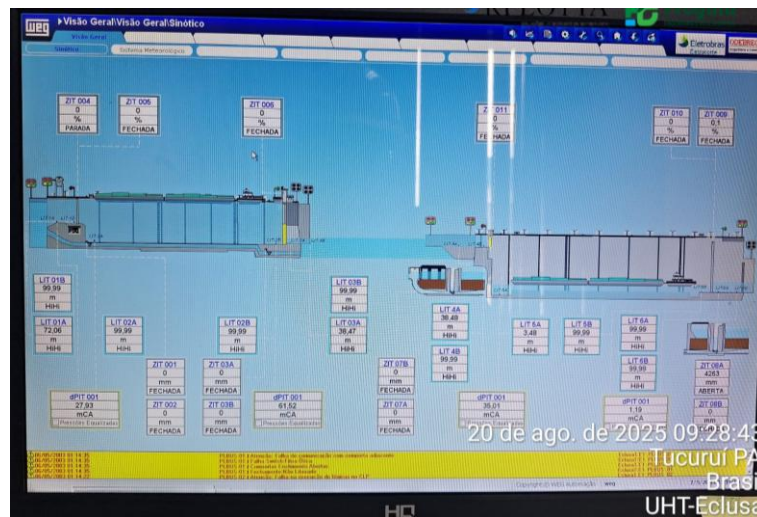 weg
Visão Geral\Visão Geral\Sinótico
Visão Geral
Sinótico
Sistema Meteorológico
Eletrobras
ZIT 004
0
%
PARADA
ZIT 005
0
%
FECHADA
ZIT 006
0
%
FECHADA
ZIT 011
0
%
FECHADA
ZIT 010
0
%
FECHADA
ZIT 009
0,1
%
FECHADA
LIT 01B
99,99
m
HiHi
LIT 01A
72,06
m
HiHi
LIT 02A
99,99
m
HiHi
LIT 02B
99,99
m
HiHi
LIT 03B
99,99
m
HiHi
LIT 03A
38,47
m
HiHi
LIT 4A
38,48
m
HiHi
LIT 4B
99,99
m
HiHi
LIT 5A
3,48
m
HiHi
LIT 5B
99,99
m
HiHi
LIT 6A
99,99
m
HiHi
LIT 6B
99,99
m
HiHi
ZIT 001
0
mm
FECHADA
ZIT 002
0
mm
FECHADA
ZIT 03A
0
mm
FECHADA
ZIT 03B
0
mm
FECHADA
ZIT 07B
0
mm
FECHADA
ZIT 07A
0
mm
FECHADA
ZIT 08A
4263
mm
ABERTA
ZIT 08B
0
mm
dPIT 001
27,93
mCA
Pressões Equalizadas
dPIT 001
61,52
mCA
Pressões Equalizadas
dPIT 001
35,01
mCA
dPIT 001
1,19
mCA
20 de ago. de 2025 09:28:43
Tucuruí PA
Brasil
UHT-Eclusa